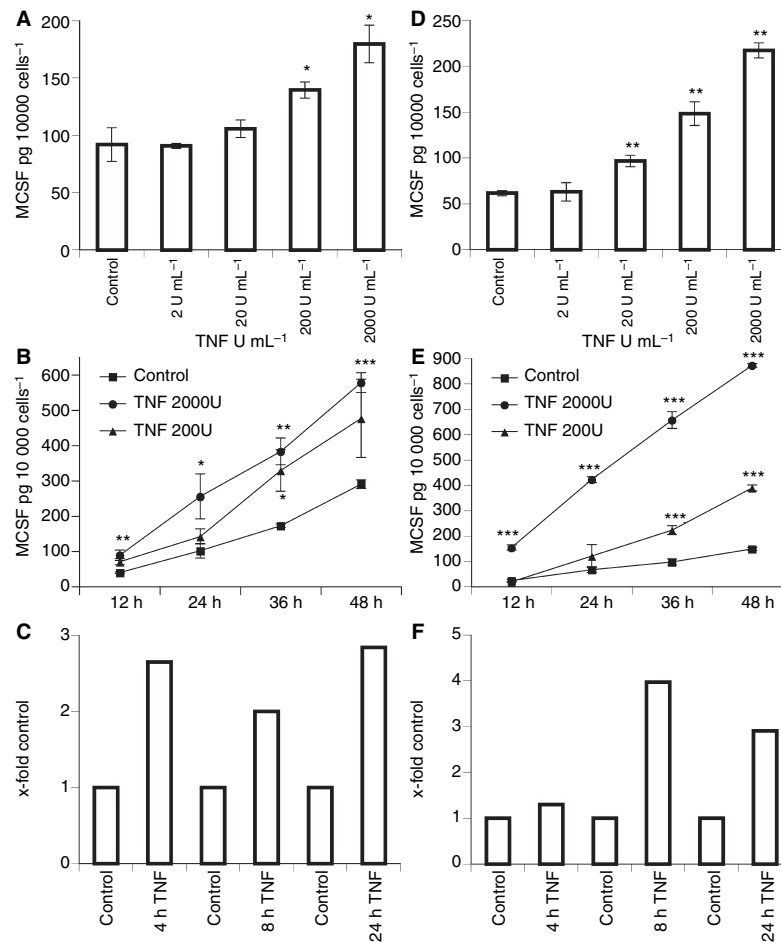 A
MCSF pg 10000 cells⁻¹
200
150
100
50
0
*
*
Control
2 U mL⁻¹
20 U mL⁻¹
200 U mL⁻¹
2000 U mL⁻¹
TNF U mL⁻¹
D
MCSF pg 10000 cells⁻¹
250
200
150
100
50
0
**
**
**
Control
2 U mL⁻¹
20 U mL⁻¹
200 U mL⁻¹
2000 U mL⁻¹
B
MCSF pg 10 000 cells⁻¹
600
500
400
300
200
100
0
Control
TNF 2000U
TNF 200U
**
*
**
*
***
12 h 24 h 36 h 48 h
E
MCSF pg 10 000 cells⁻¹
900
800
700
600
500
400
300
200
100
0
Control
TNF 2000U
TNF 200U
***
***
***
***
***
***
12 h 24 h 36 h 48 h
C
x-fold control
3
2
1
0
Control
4 h TNF
Control
8 h TNF
Control
24 h TNF
F
x-fold control
5
4
3
2
1
0
Control
4 h TNF
Control
8 h TNF
Control
24 h TNF